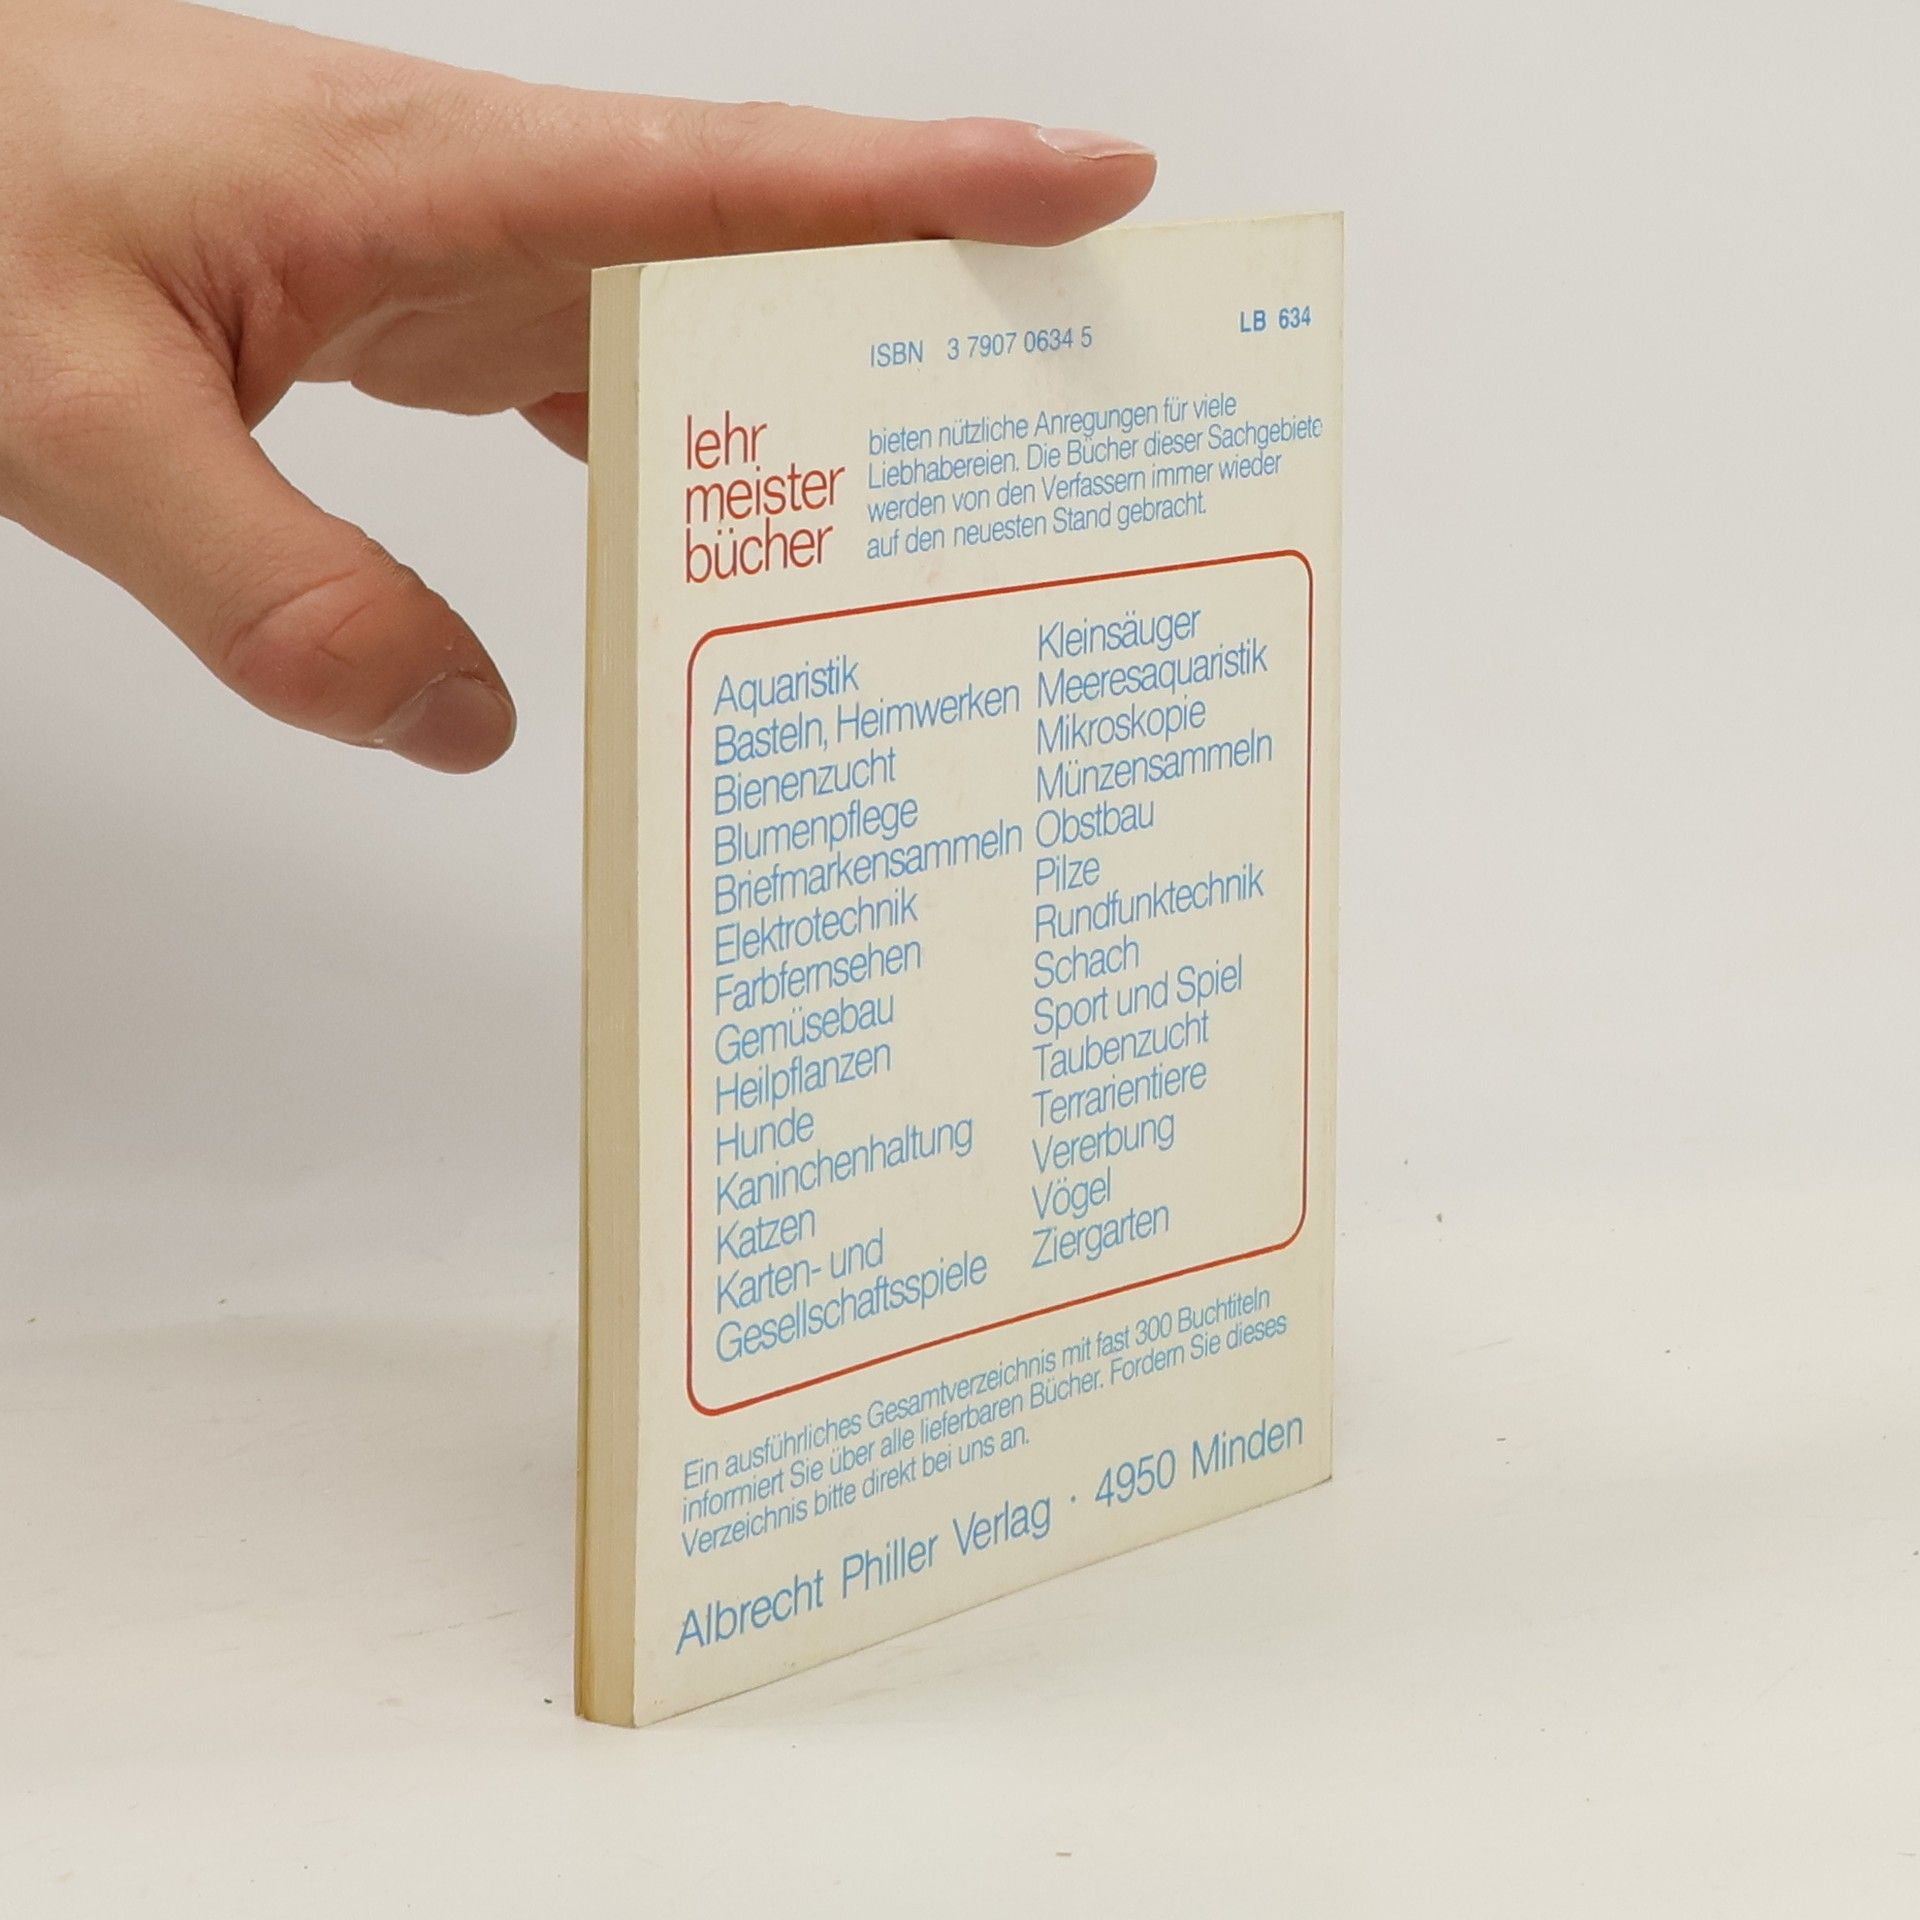 ISBN 3 7907 0634 5
LB 634
lehr
meister
bücher
bieten nützliche Anregungen für viele
Liebhabereien. Die Bücher dieser Sachgebiete
werden von den Verfassern immer wieder
auf den neuesten Stand gebracht.
Aquaristik
Basteln, Heimwerken
Bienenzucht
Blumenpflege
Briefmarkensammeln
Elektrotechnik
Farbfernsehen
Gemüsebau
Heilpflanzen
Hunde
Kaninchenhaltung
Katzen
Karten- und
Gesellschaftsspiele
Kleinsäuger
Meeresaquaristik
Mikroskopie
Münzensammeln
Obstbau
Pilze
Rundfunktechnik
Schach
Sport und Spiel
Taubenzucht
Terrarientiere
Vererbung
Vögel
Ziergarten
Ein ausführliches Gesamtverzeichnis mit fast 300 Buchtiteln
informiert Sie über alle lieferbaren Bücher. Fordern Sie dieses
Verzeichnis bitte direkt bei uns an.
Albrecht Philler Verlag · 4950 Minden